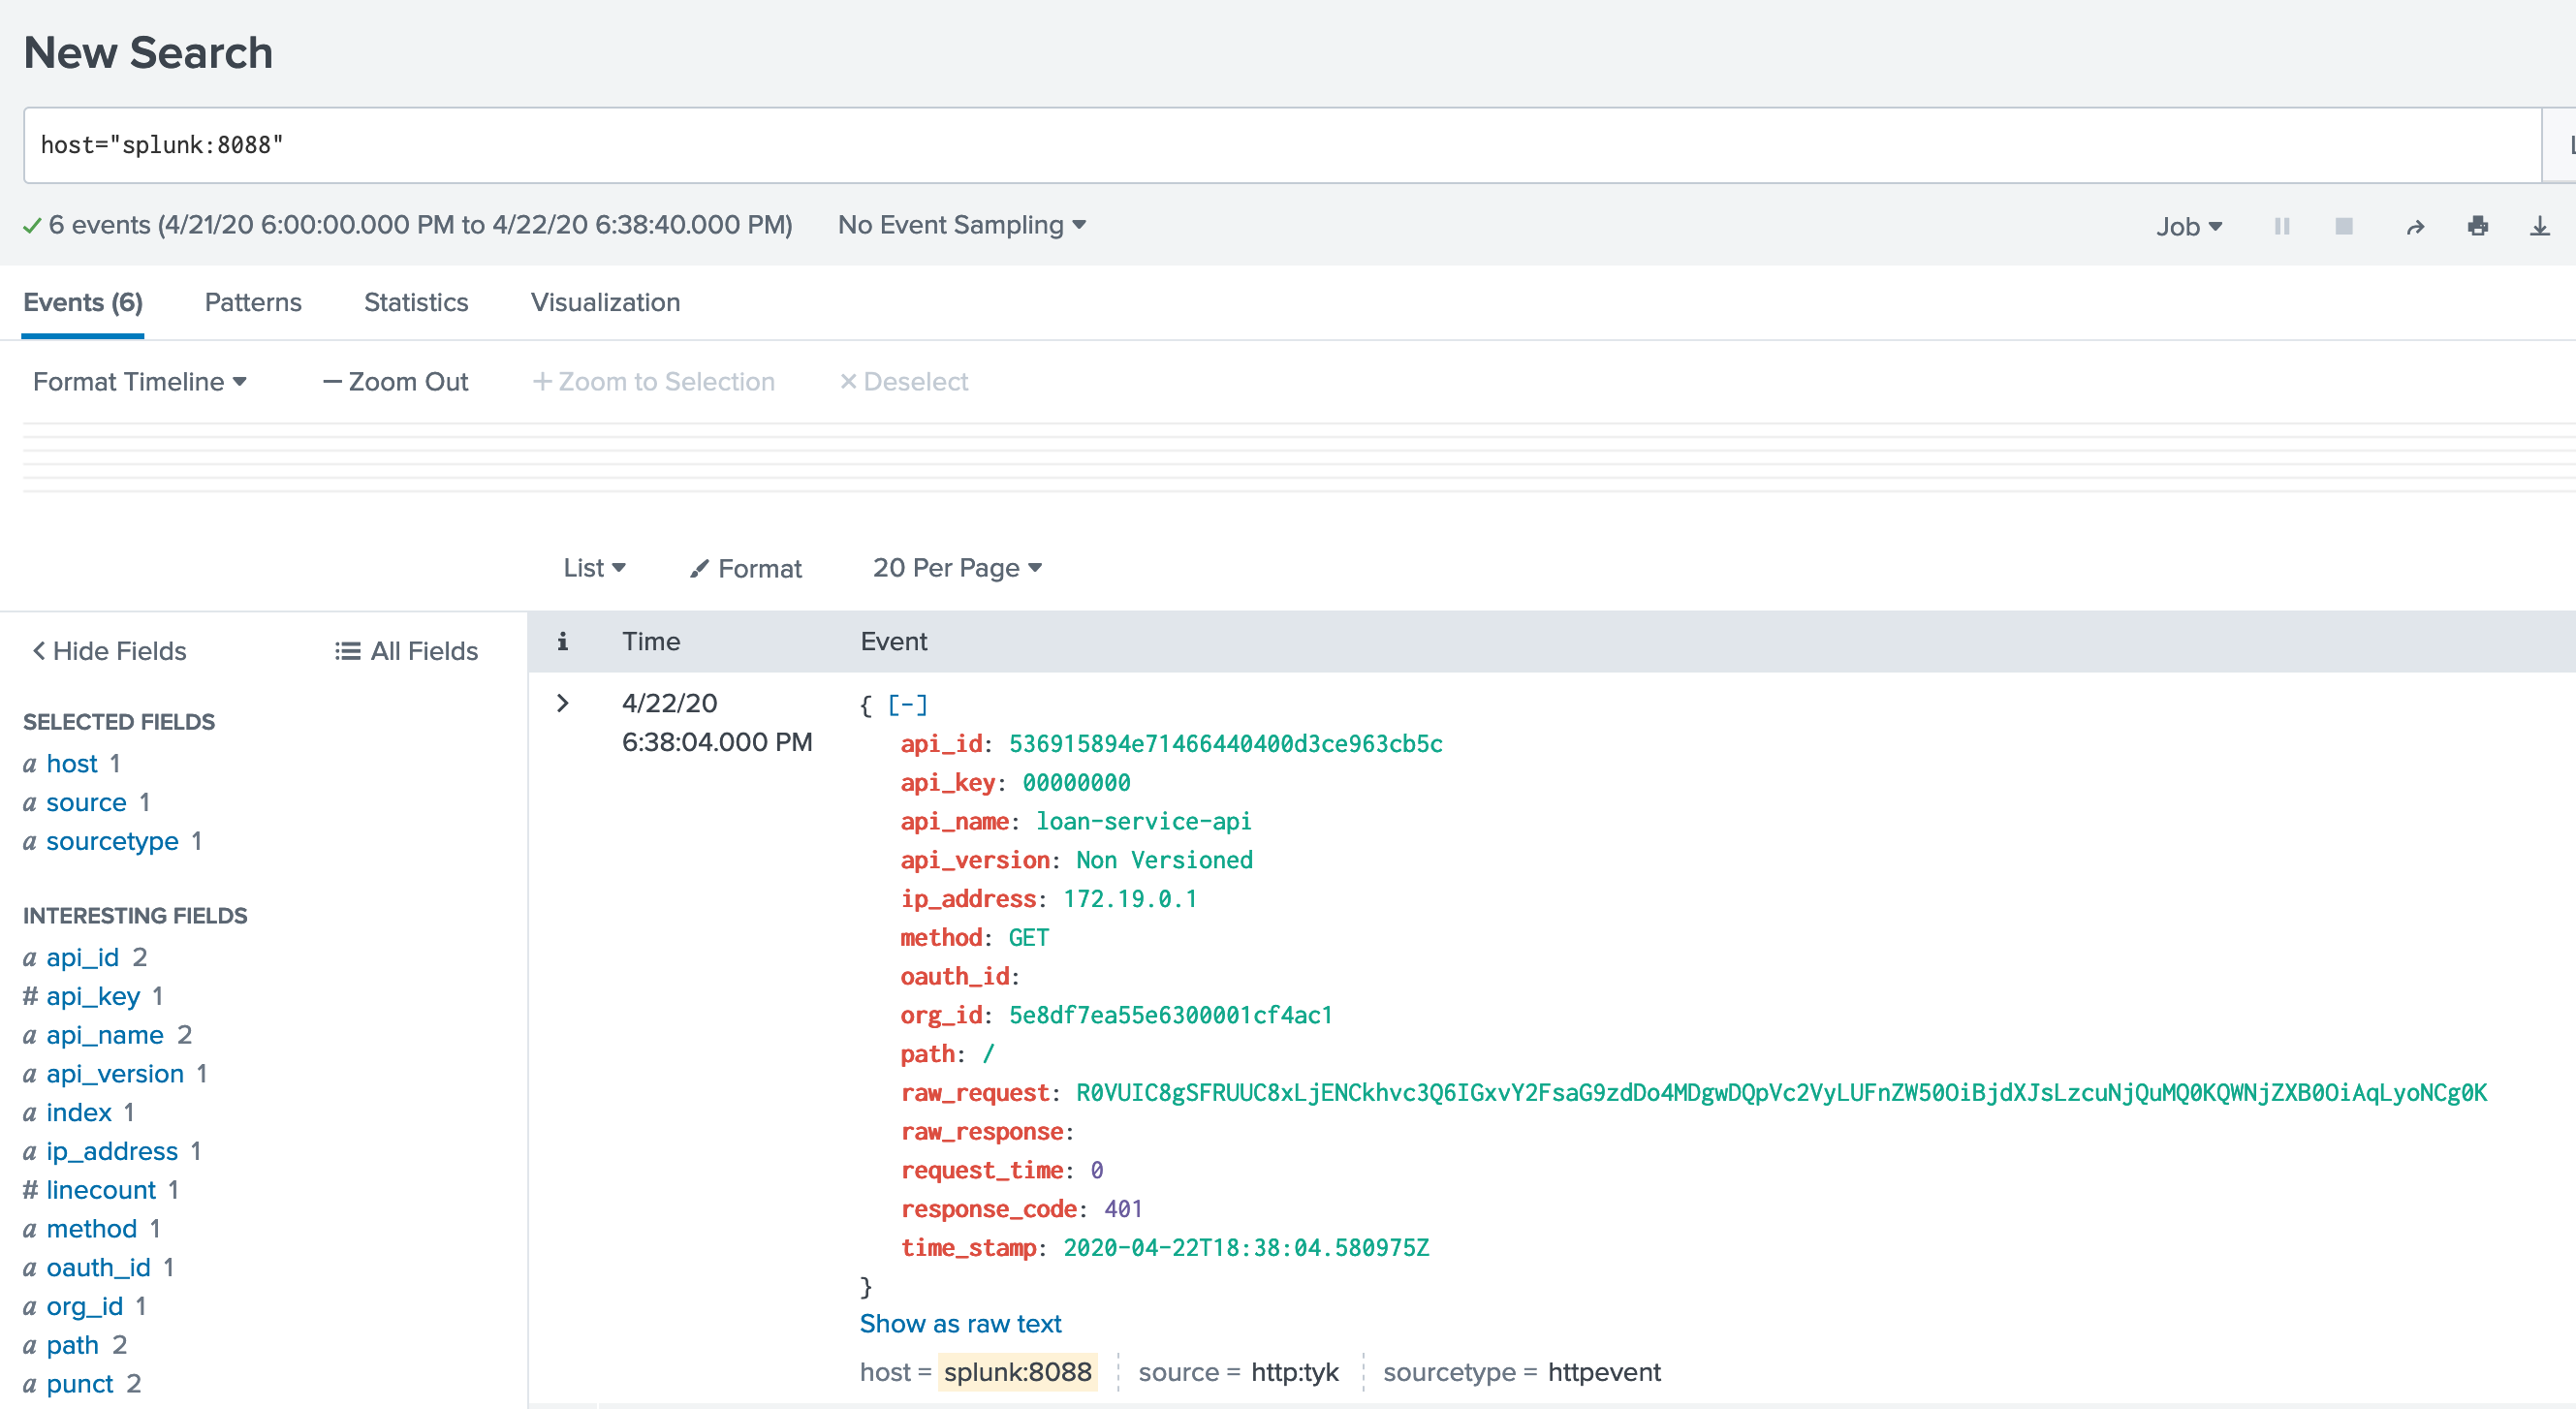 New Search
host="splunk:8088"
6 events (4/21/20 6:00:00.000 PM to 4/22/20 6:38:40.000 PM) No Event Sampling Job
Events (6) Patterns Statistics Visualization
Format Timeline — Zoom Out + Zoom to Selection × Deselect
List Format 20 Per Page
Hide Fields All Fields
i Time Event
SELECTED FIELDS
a host 1
a source 1
a sourcetype 1
INTERESTING FIELDS
a api_id 2
# api_key 1
a api_name 2
a api_version 1
a index 1
a ip_address 1
# linecount 1
a method 1
a oauth_id 1
a org_id 1
a path 2
a punct 2
4/22/20
6:38:04.000 PM
{ [-]
api_id: 536915894e71466440400d3ce963cb5c
api_key: 00000000
api_name: loan-service-api
api_version: Non Versioned
ip_address: 172.19.0.1
method: GET
oauth_id:
org_id: 5e8df7ea55e6300001cf4ac1
path: /
raw_request: R0VUIC8gSFRUUC8xLjENCkhvc3Q6IGxvY2FsaG9zdDo4MDgwDQpVc2VyLUFnZW50OiBjdXJsLzcuNjQuMQ0KQWNjZXB0OiAqLyoNCg0K
raw_response:
request_time: 0
response_code: 401
time_stamp: 2020-04-22T18:38:04.580975Z
}
Show as raw text
host = splunk:8088 source = http:tyk sourcetype = httpevent